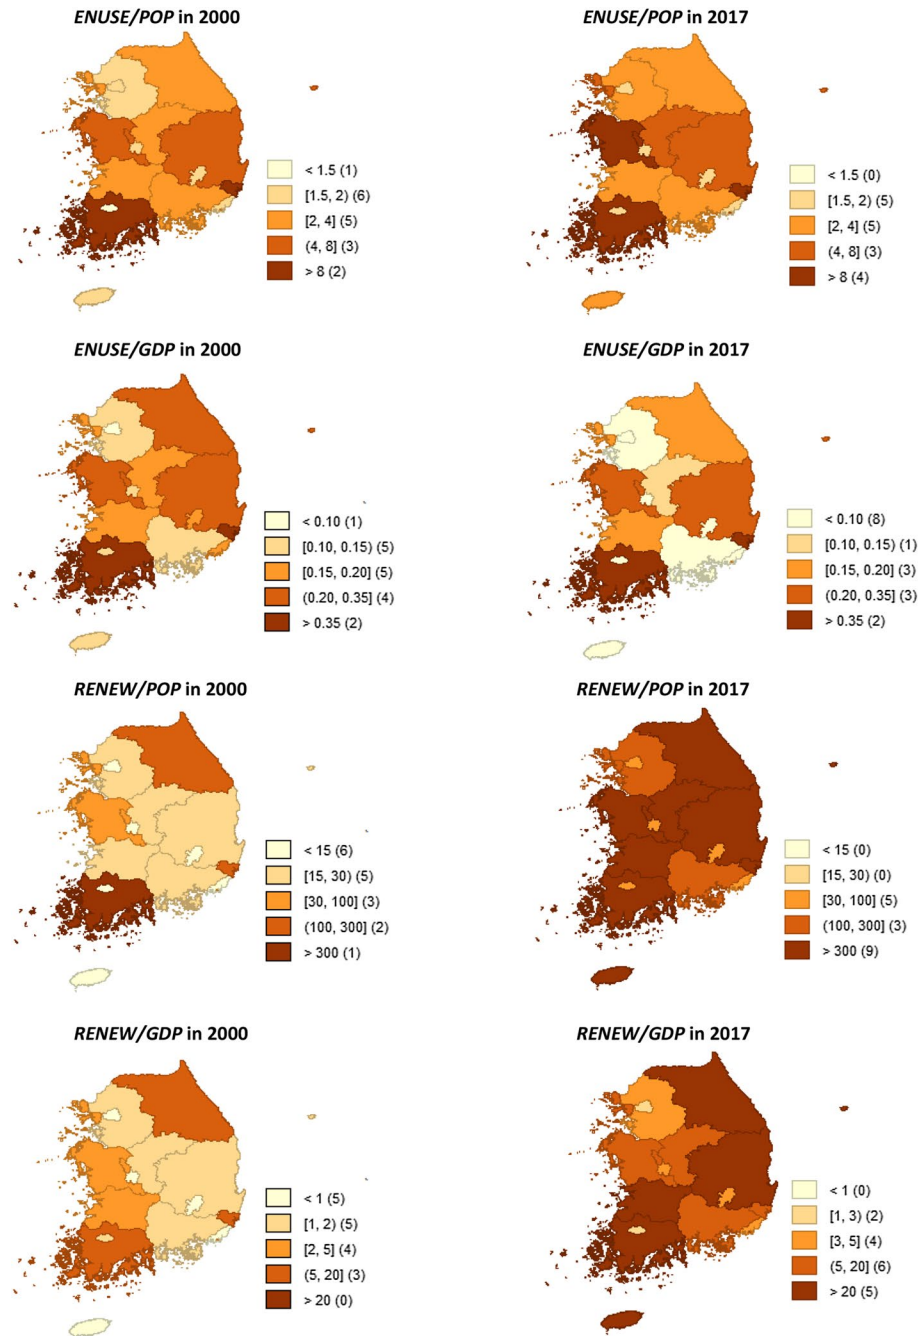 ENUSE/POP in 2000
< 1.5 (1)
[1.5, 2) (6)
[2, 4] (5)
(4, 8] (3)
> 8 (2)
ENUSE/POP in 2017
< 1.5 (0)
[1.5, 2) (5)
[2, 4] (5)
(4, 8] (3)
> 8 (4)
ENUSE/GDP in 2000
< 0.10 (1)
[0.10, 0.15) (5)
[0.15, 0.20] (5)
(0.20, 0.35] (4)
> 0.35 (2)
ENUSE/GDP in 2017
< 0.10 (8)
[0.10, 0.15) (1)
[0.15, 0.20] (3)
(0.20, 0.35] (3)
> 0.35 (2)
RENEW/POP in 2000
< 15 (6)
[15, 30) (5)
[30, 100] (3)
(100, 300] (2)
> 300 (1)
RENEW/POP in 2017
< 15 (0)
[15, 30) (0)
[30, 100] (5)
(100, 300] (3)
> 300 (9)
RENEW/GDP in 2000
< 1 (5)
[1, 2) (5)
[2, 5] (4)
(5, 20] (3)
> 20 (0)
RENEW/GDP in 2017
< 1 (0)
[1, 3) (2)
[3, 5] (4)
(5, 20] (6)
> 20 (5)